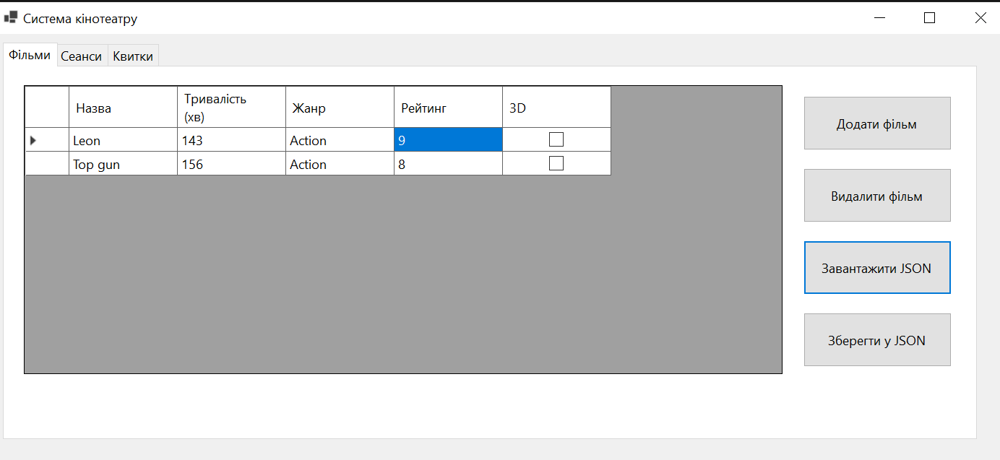 Система кінотеатру
Фільми Сеанси Квитки
Назва Тривалість (хв) Жанр Рейтинг 3D
Leon 143 Action 9
Top gun 156 Action 8
Додати фільм
Видалити фільм
Завантажити JSON
Зберегти у JSON